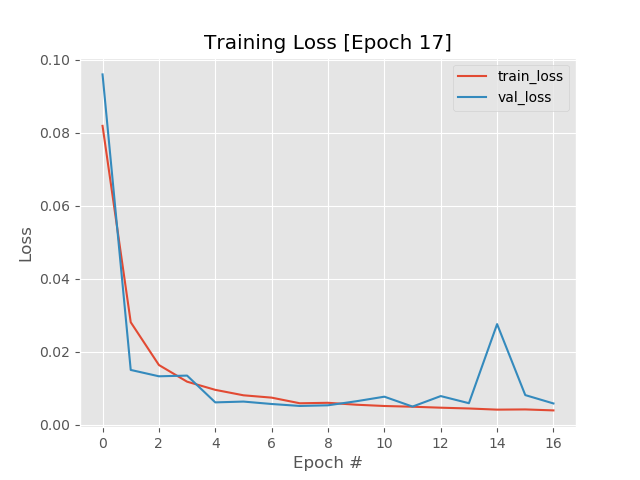 Training Loss [Epoch 17]
train_loss
val_loss
0.10
0.08
0.06
0.04
0.02
0.00
Loss
0 2 4 6 8 10 12 14 16
Epoch #